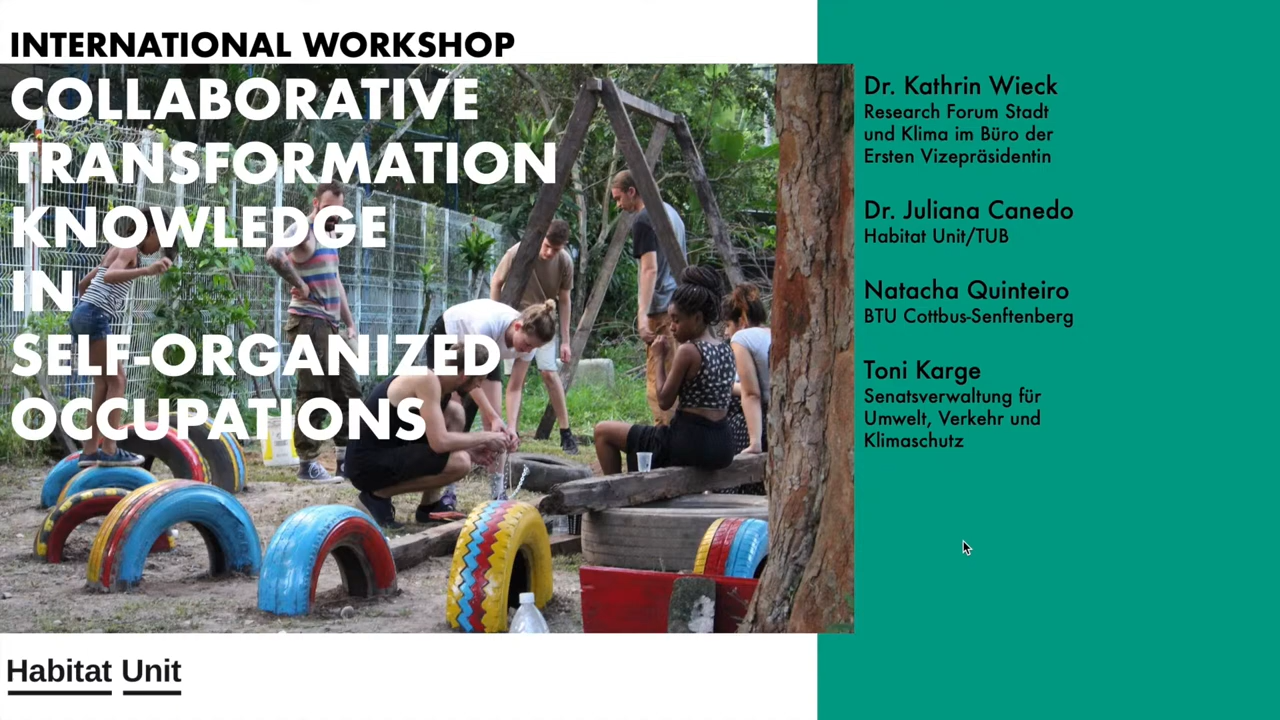 INTERNATIONAL WORKSHOP
COLLABORATIVE
TRANSFORMATION
KNOWLEDGE
IN
SELF-ORGANIZED
OCCUPATIONS
Dr. Kathrin Wieck
Research Forum Stadt
und Klima im Büro der
Ersten Vizepräsidentin
Dr. Juliana Canedo
Habitat Unit/TUB
Natacha Quinteiro
BTU Cottbus-Senftenberg
Toni Karge
Senatsverwaltung für
Umwelt, Verkehr und
Klimaschutz
Habitat Unit